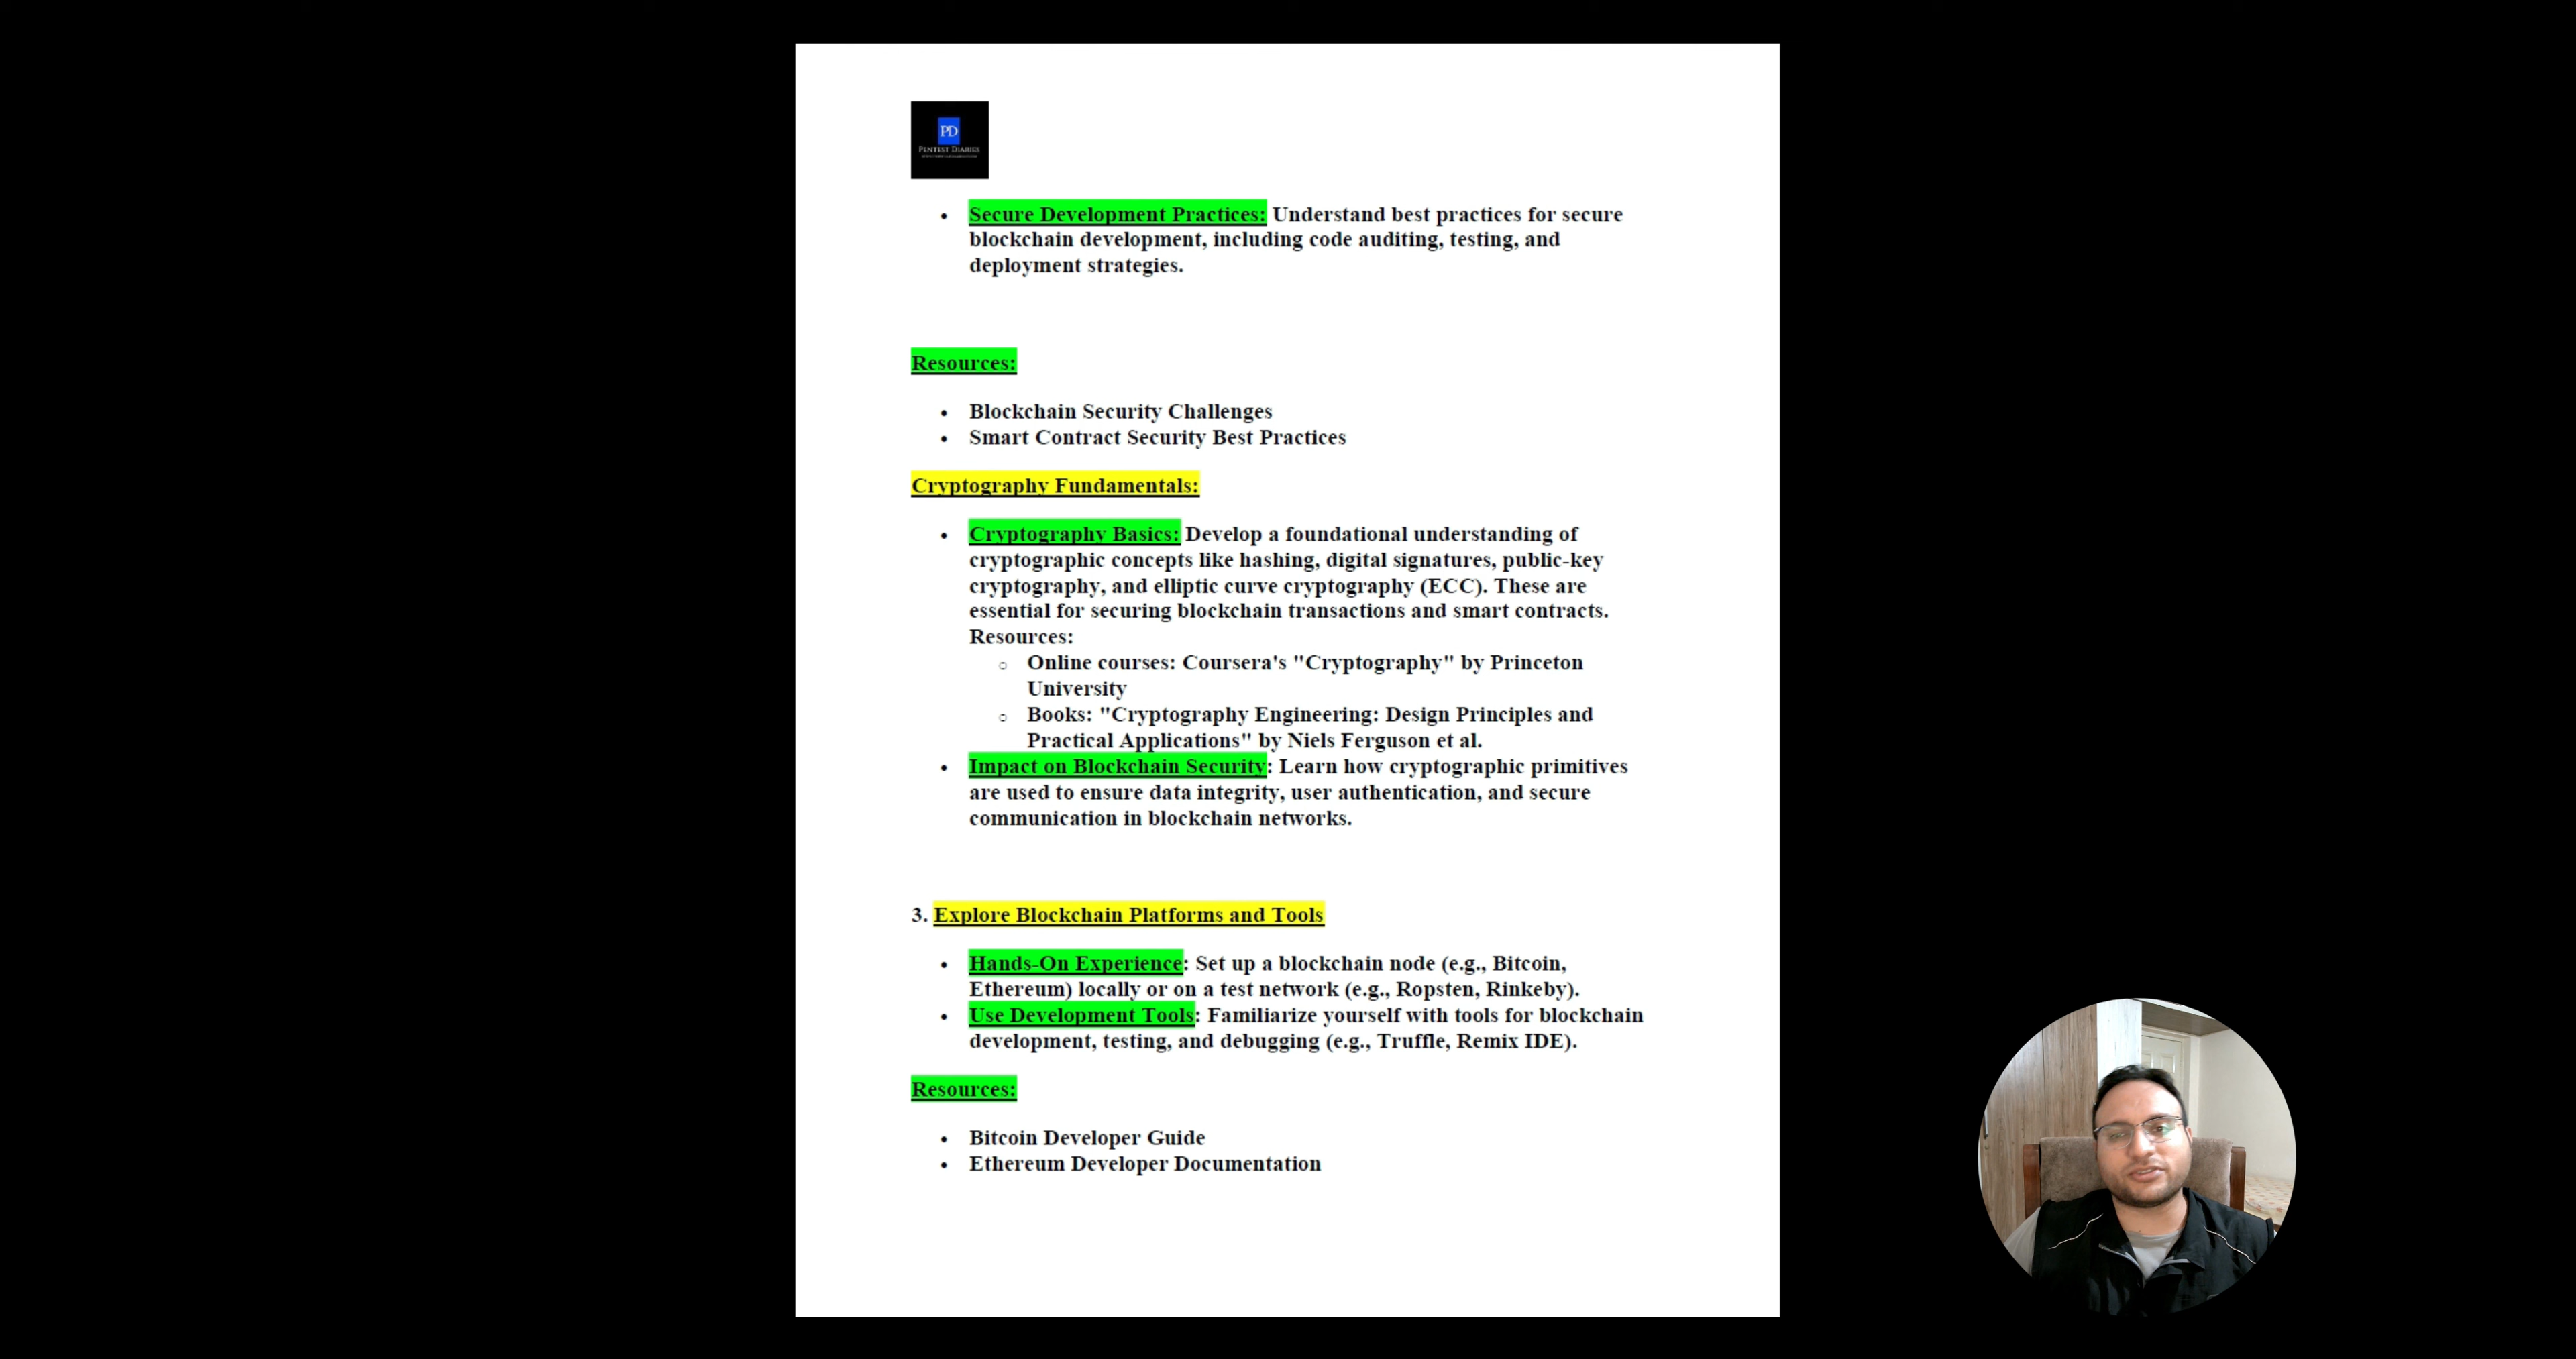 PD
PENTEST DIARIES
• Secure Development Practices: Understand best practices for secure
blockchain development, including code auditing, testing, and
deployment strategies.
Resources:
• Blockchain Security Challenges
• Smart Contract Security Best Practices
Cryptography Fundamentals:
• Cryptography Basics: Develop a foundational understanding of
cryptographic concepts like hashing, digital signatures, public-key
cryptography, and elliptic curve cryptography (ECC). These are
essential for securing blockchain transactions and smart contracts.
Resources:
o Online courses: Coursera's "Cryptography" by Princeton
University
o Books: "Cryptography Engineering: Design Principles and
Practical Applications" by Niels Ferguson et al.
• Impact on Blockchain Security: Learn how cryptographic primitives
are used to ensure data integrity, user authentication, and secure
communication in blockchain networks.
3. Explore Blockchain Platforms and Tools
• Hands-On Experience: Set up a blockchain node (e.g., Bitcoin,
Ethereum) locally or on a test network (e.g., Ropsten, Rinkeby).
• Use Development Tools: Familiarize yourself with tools for blockchain
development, testing, and debugging (e.g., Truffle, Remix IDE).
Resources:
• Bitcoin Developer Guide
• Ethereum Developer Documentation